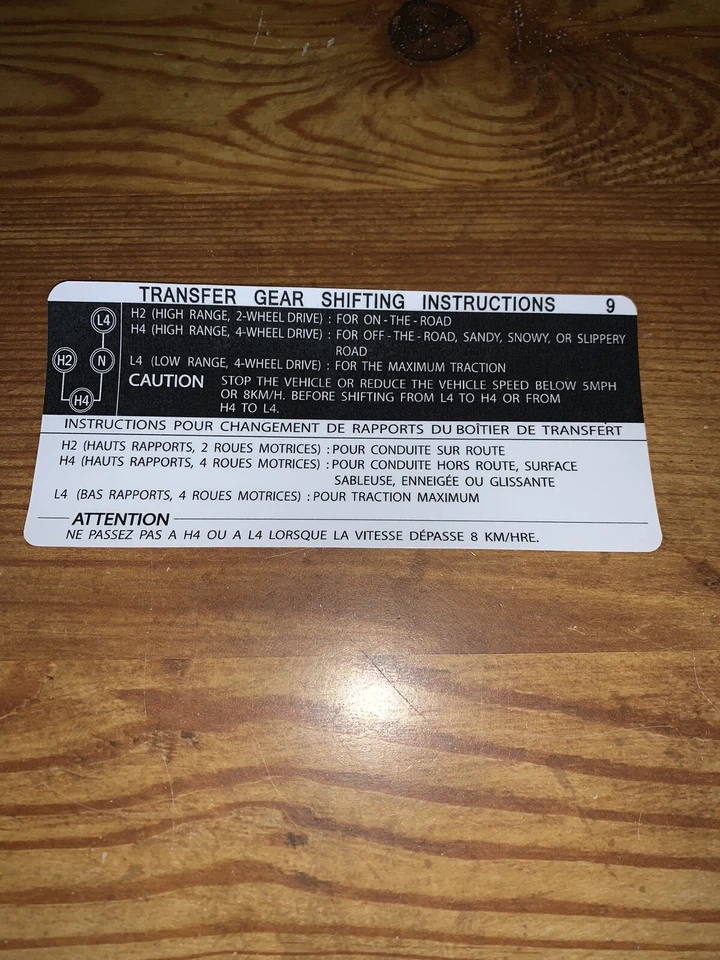 TRANSFER GEAR SHIFTING INSTRUCTIONS 9
L4
H2 N
H4
H2 (HIGH RANGE, 2-WHEEL DRIVE) : FOR ON-THE-ROAD
H4 (HIGH RANGE, 4-WHEEL DRIVE) : FOR OFF-THE-ROAD, SANDY, SNOWY, OR SLIPPERY
ROAD
L4 (LOW RANGE, 4-WHEEL DRIVE) : FOR THE MAXIMUM TRACTION
CAUTION STOP THE VEHICLE OR REDUCE THE VEHICLE SPEED BELOW 5MPH
OR 8KM/H. BEFORE SHIFTING FROM L4 TO H4 OR FROM
H4 TO L4.
INSTRUCTIONS POUR CHANGEMENT DE RAPPORTS DU BOÎTIER DE TRANSFÉRT
H2 (HAUTS RAPPORTS, 2 ROUES MOTRICES) : POUR CONDUITE SUR ROUTE
H4 (HAUTS RAPPORTS, 4 ROUES MOTRICES) : POUR CONDUITE HORS ROUTE, SURFACE
SABLEUSE, ENNEIGÉE OU GLISSANTE
L4 (BAS RAPPORTS, 4 ROUES MOTRICES) : POUR TRACTION MAXIMUM
ATTENTION
NE PASSEZ PAS A H4 OU A L4 LORSQUE LA VITESSE DÉPASSE 8 KM/HRE.